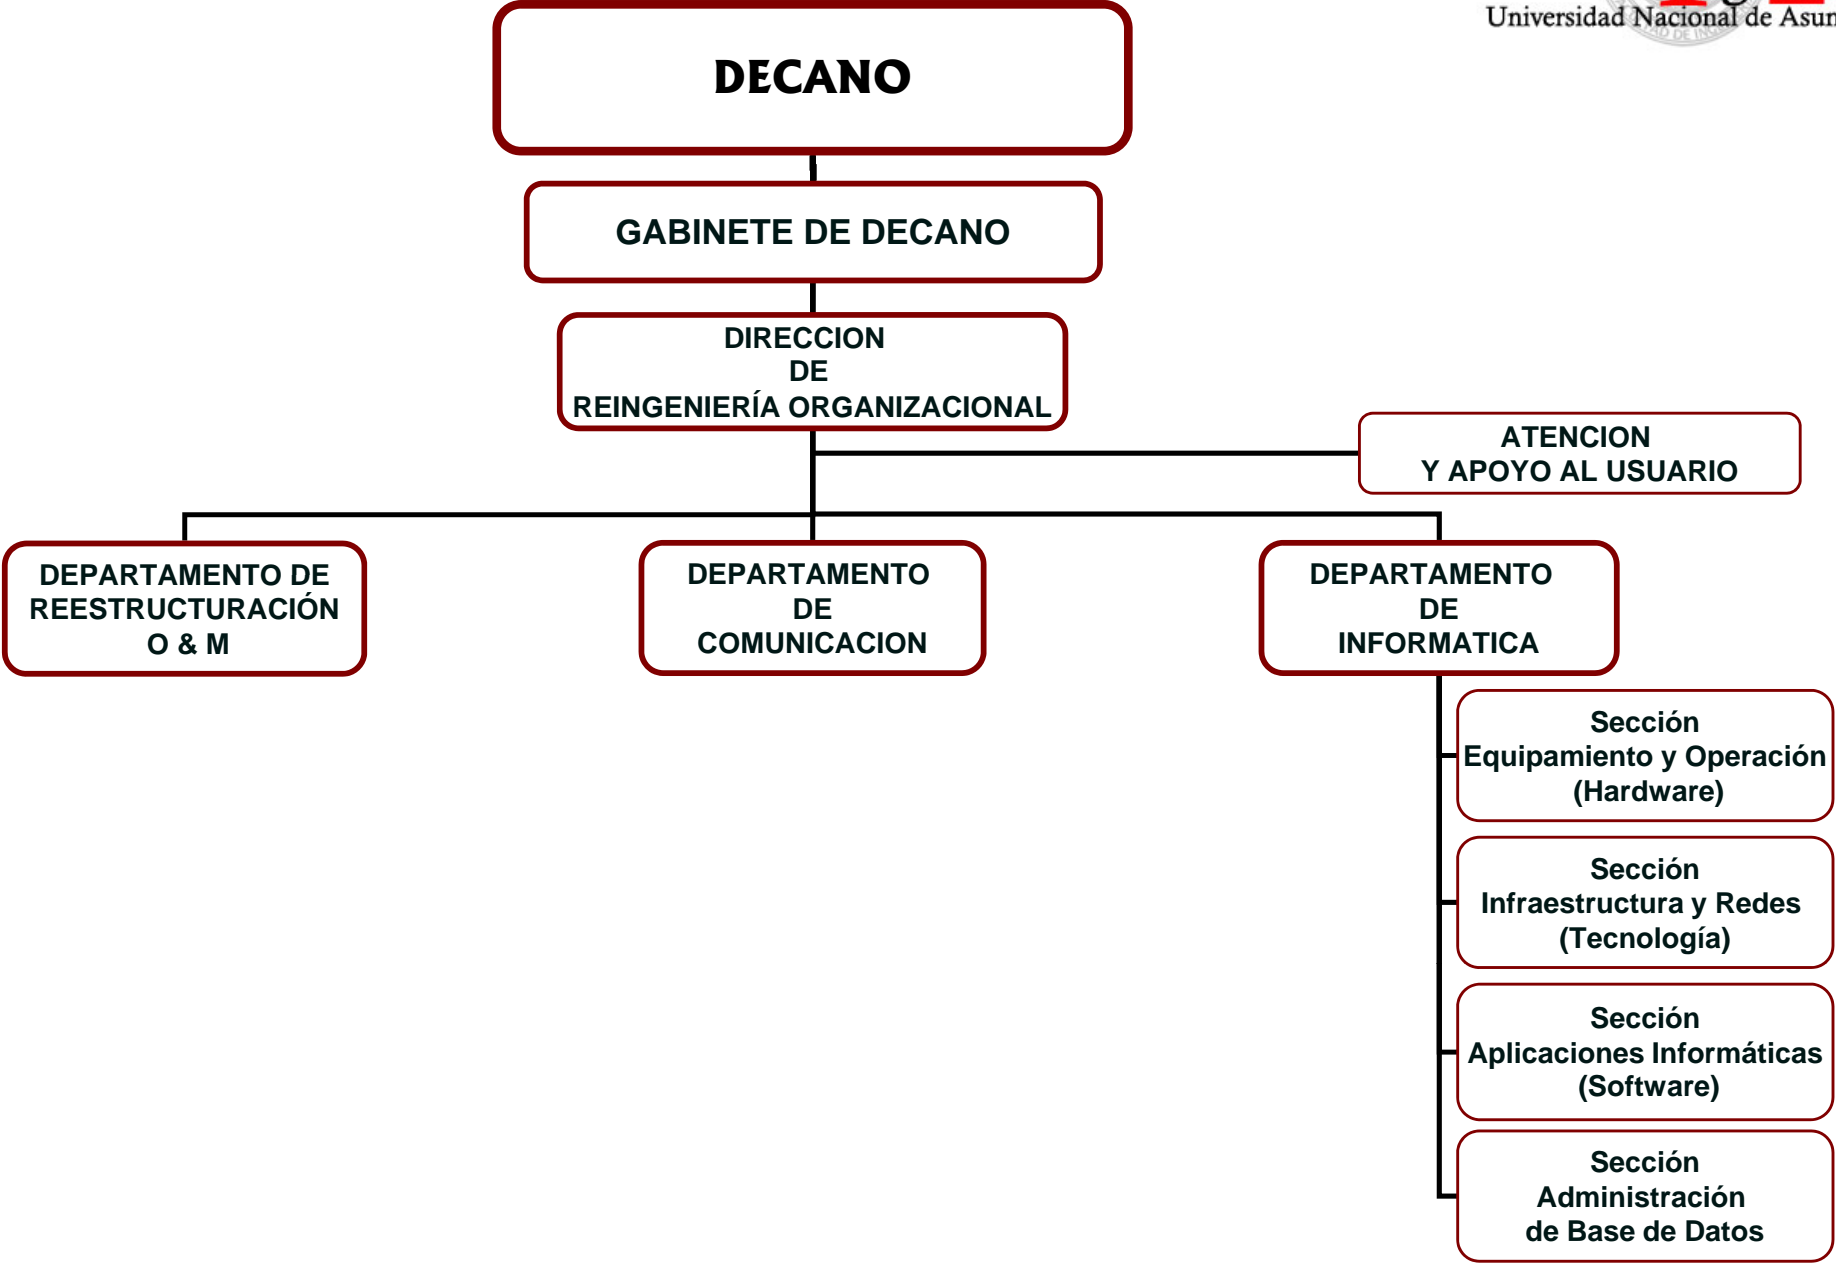 Universidad Nacional de
DECANO
GABINETE DE DECANO
DIRECCION
DE
REINGENIERÍA ORGANIZACIONAL
ATENCION
Y APOYO AL USUARIO
DEPARTAMENTO DE
REESTRUCTURACIÓN
O & M
DEPARTAMENTO
DE
COMUNICACION
DEPARTAMENTO
DE
INFORMATICA
Sección
Equipamiento y Operación
(Hardware)
Sección
Infraestructura y Redes
(Tecnología)
Sección
Aplicaciones Informáticas
(Software)
Sección
Administración
de Base de Datos